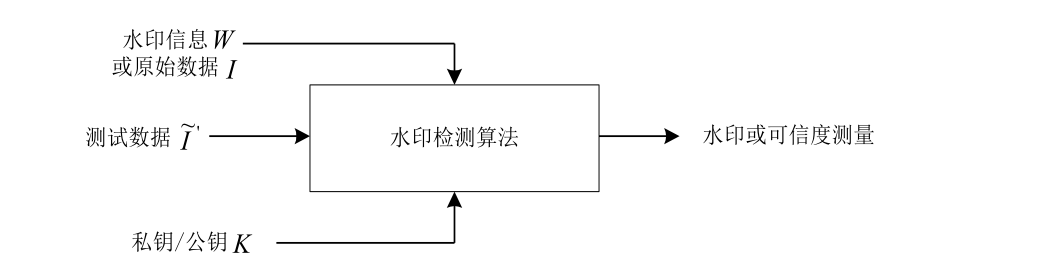 水印信息 W
或原始数据 I
测试数据 Ĩ'
水印检测算法
水印或可信度测量
私钥/公钥 K